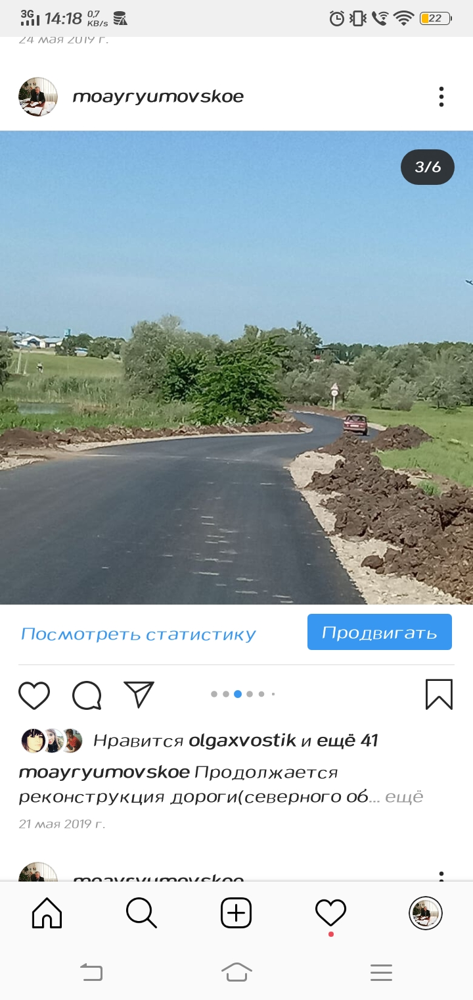 3G 14:18 0,7 KB/s 22
24 мая 2019 г.
moayryumovskoe
3/6
Посмотреть статистику
Продвигать
Нравится olgaxvostik и ещё 41
moayryumovskoe Продолжается
реконструкция дороги(северного об... ещё
21 мая 2019 г.
moayryumovskoe